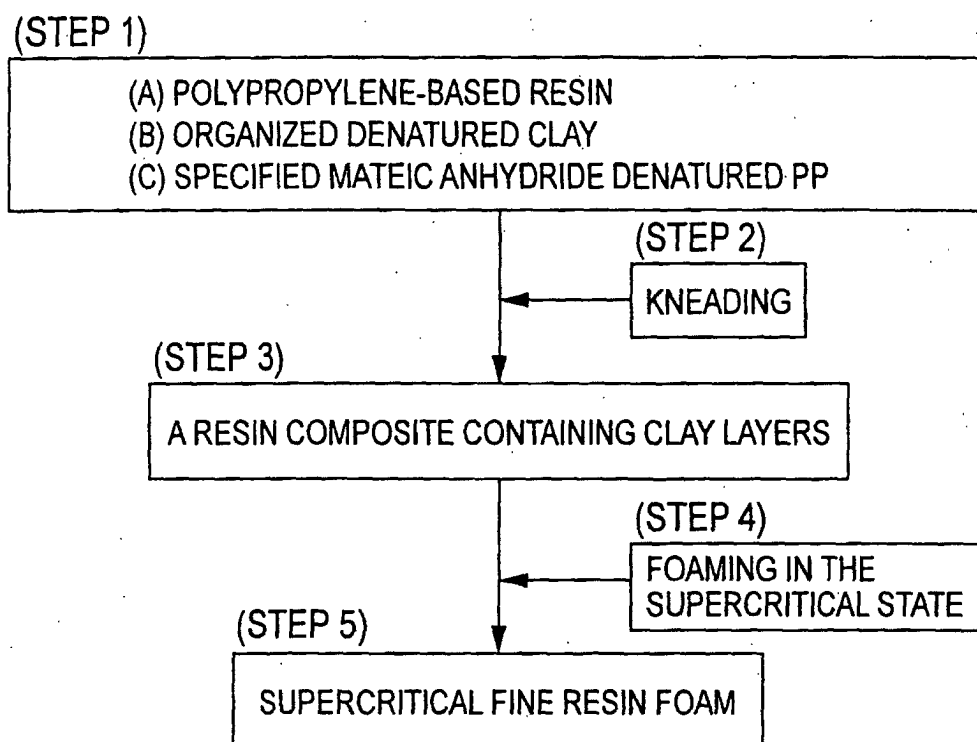 (STEP 1)
(A) POLYPROPYLENE-BASED RESIN
(B) ORGANIZED DENATURED CLAY
(C) SPECIFIED MATEIC ANHYDRIDE DENATURED PP
(STEP 2)
KNEADING
(STEP 3)
A RESIN COMPOSITE CONTAINING CLAY LAYERS
(STEP 4)
FOAMING IN THE
SUPERCRITICAL STATE
(STEP 5)
SUPERCRITICAL FINE RESIN FOAM